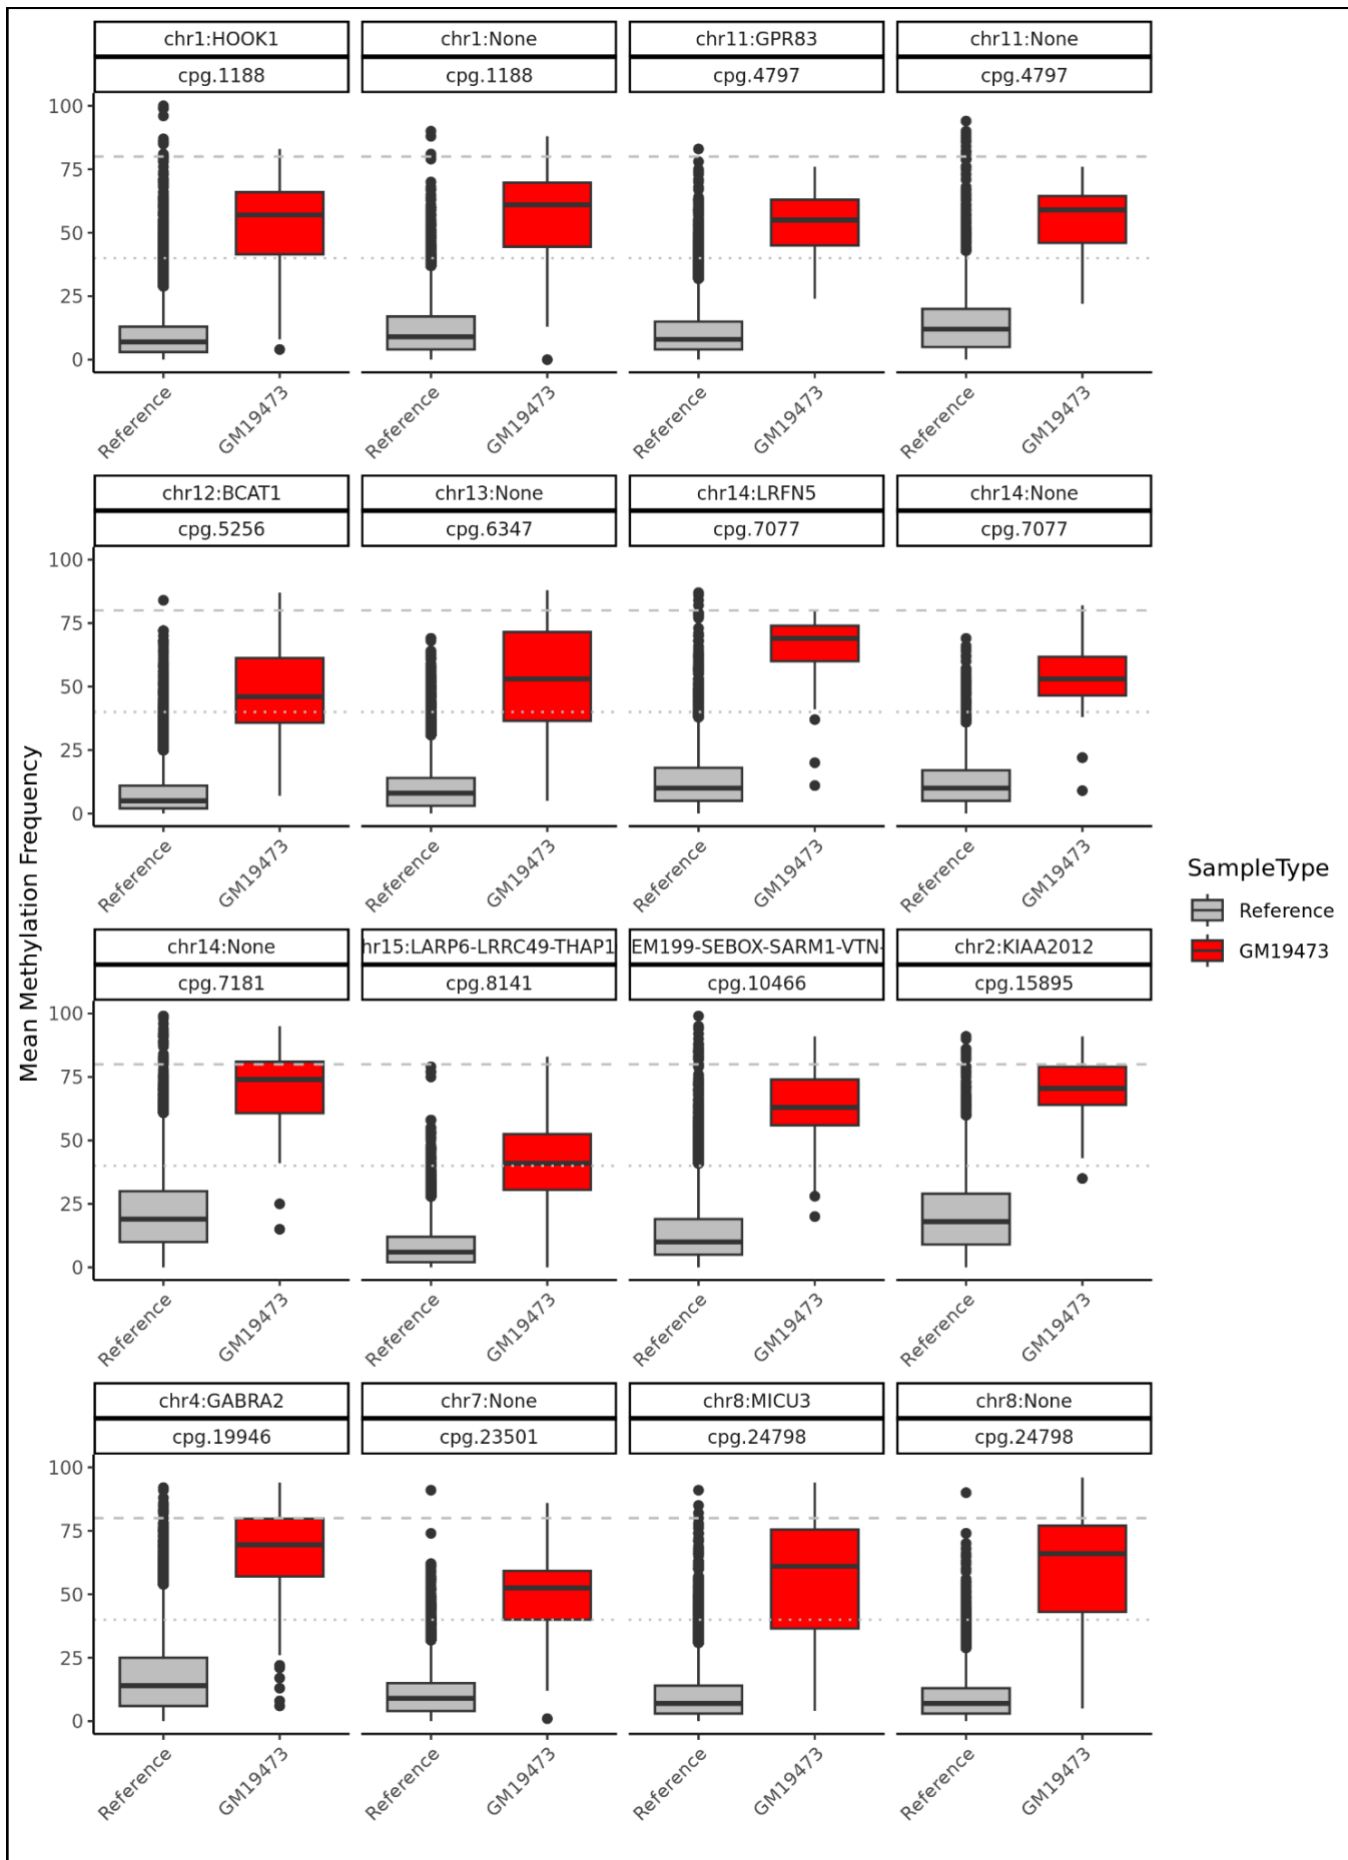 chr1:HOOK1 chr1:None chr11:GPR83 chr11:None
cpg.1188 cpg.1188 cpg.4797 cpg.4797
100
75
50
25
0
Reference GM19473 Reference GM19473 Reference GM19473 Reference GM19473
chr12:BCAT1 chr13:None chr14:LRFN5 chr14:None
cpg.5256 cpg.6347 cpg.7077 cpg.7077
100
75
50
25
0
Reference GM19473 Reference GM19473 Reference GM19473 Reference GM19473
Mean Methylation Frequency
chr14:None hr15:LARP6-LRRC49-THAP1 EM199-SEBOX-SARM1-VTN- chr2:KIAA2012
cpg.7181 cpg.8141 cpg.10466 cpg.15895
100
75
50
25
0
Reference GM19473 Reference GM19473 Reference GM19473 Reference GM19473
chr4:GABRA2 chr7:None chr8:MICU3 chr8:None
cpg.19946 cpg.23501 cpg.24798 cpg.24798
100
75
50
25
0
Reference GM19473 Reference GM19473 Reference GM19473 Reference GM19473
SampleType
Reference
GM19473